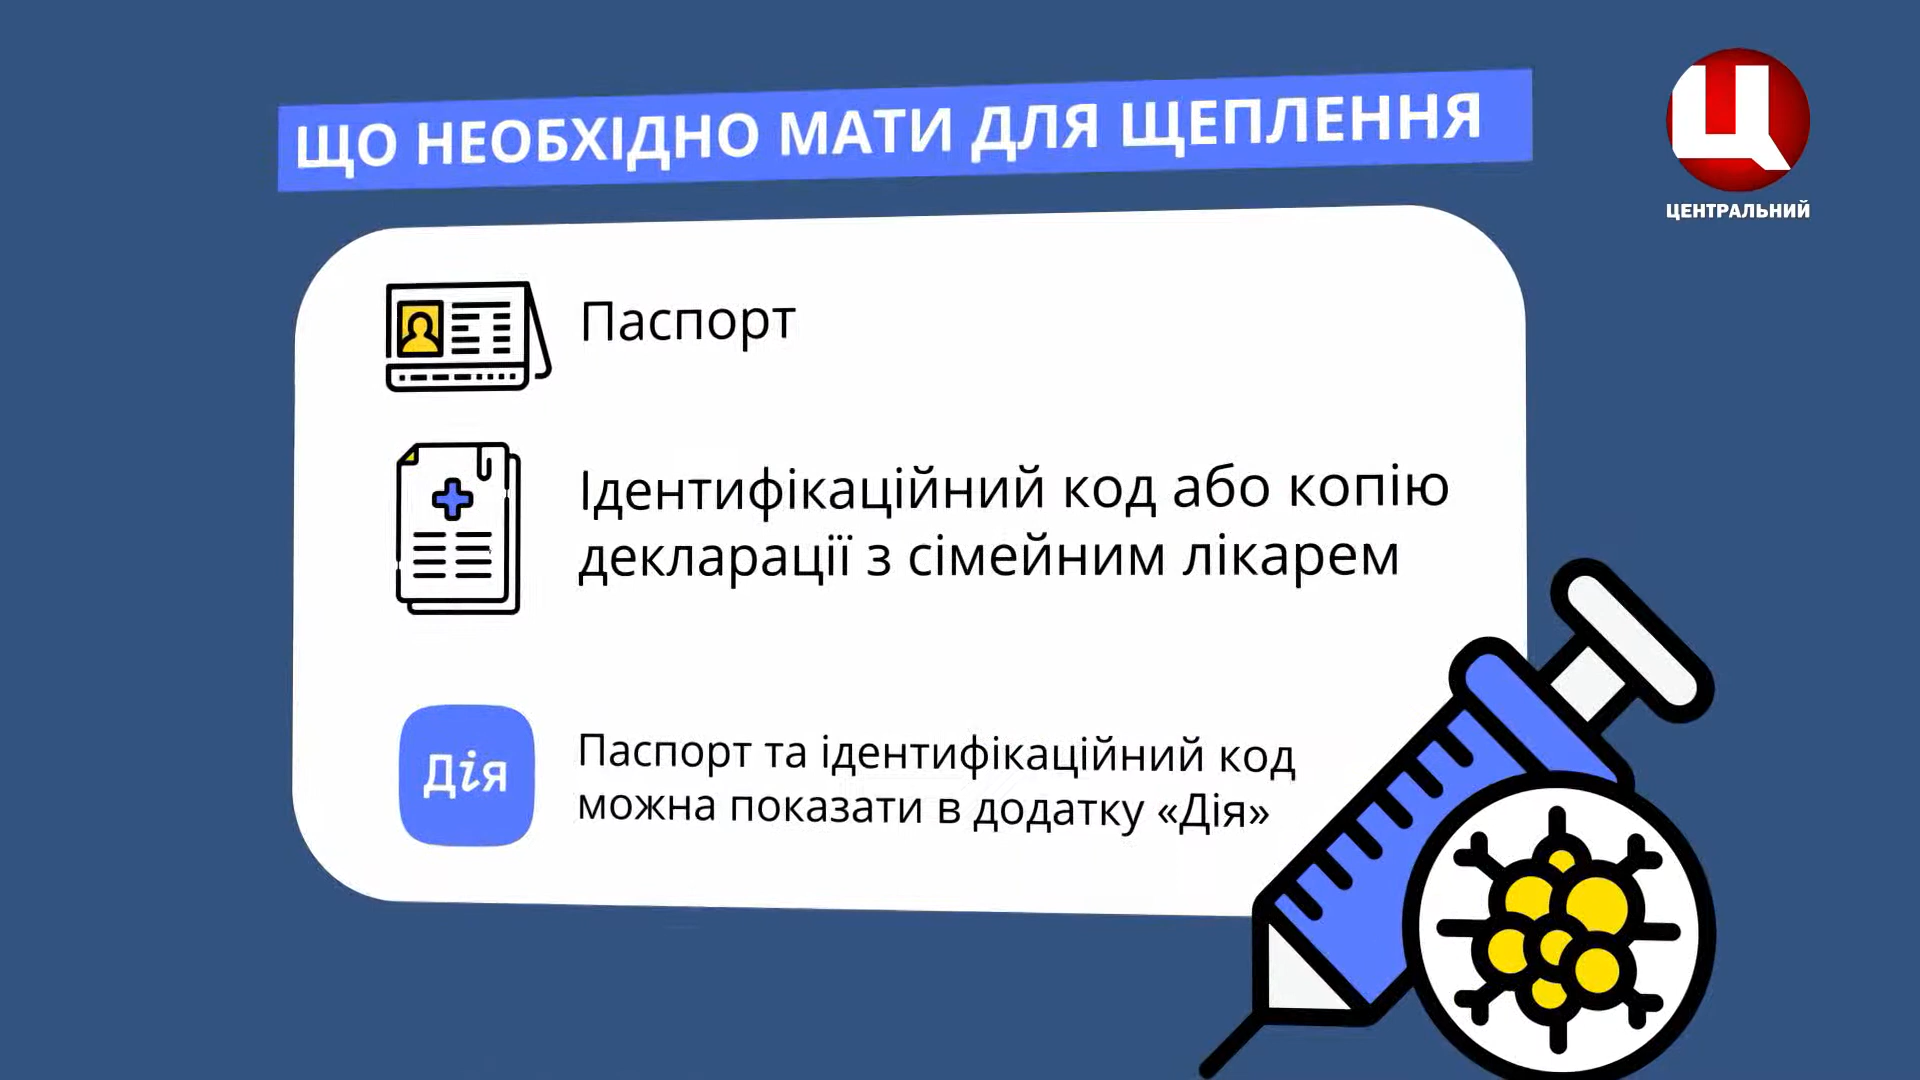 ЩО НЕОБХІДНО МАТИ ДЛЯ ЩЕПЛЕННЯ
Ц
ЦЕНТРАЛЬНИЙ
Паспорт
Ідентифікаційний код або копію
декларації з сімейним лікарем
Дія
Паспорт та ідентифікаційний код
можна показати в додатку «Дія»